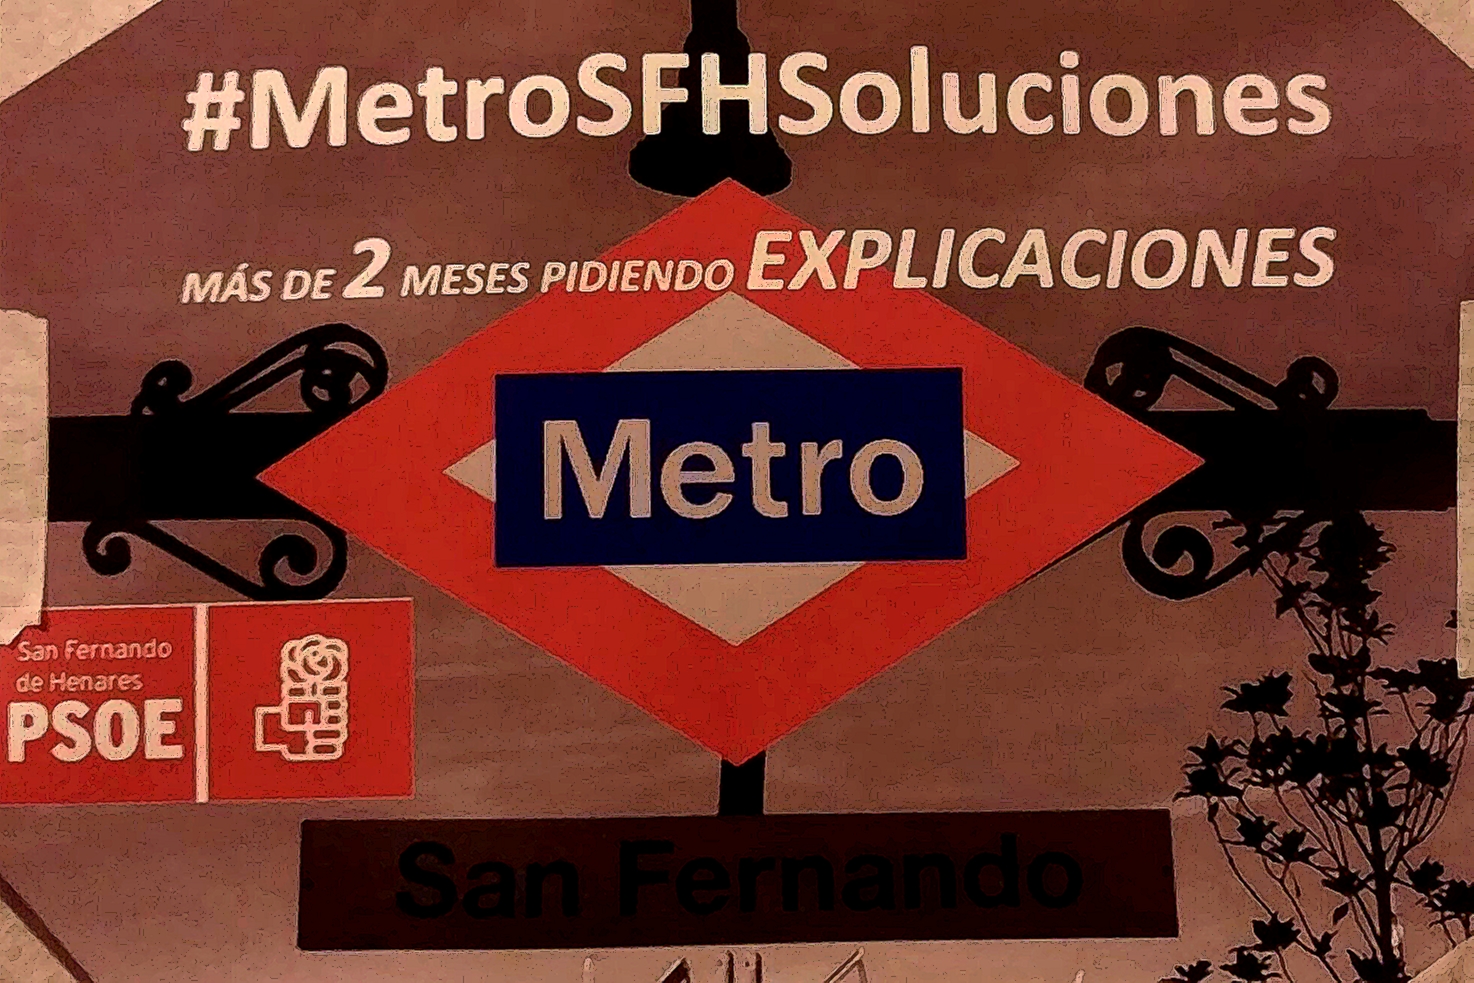 #MetroSFHSoluciones
MÁS DE 2 MESES PIDIENDO EXPLICACIONES
Metro
San Fernando
de Henares
PSOE
San Fernando